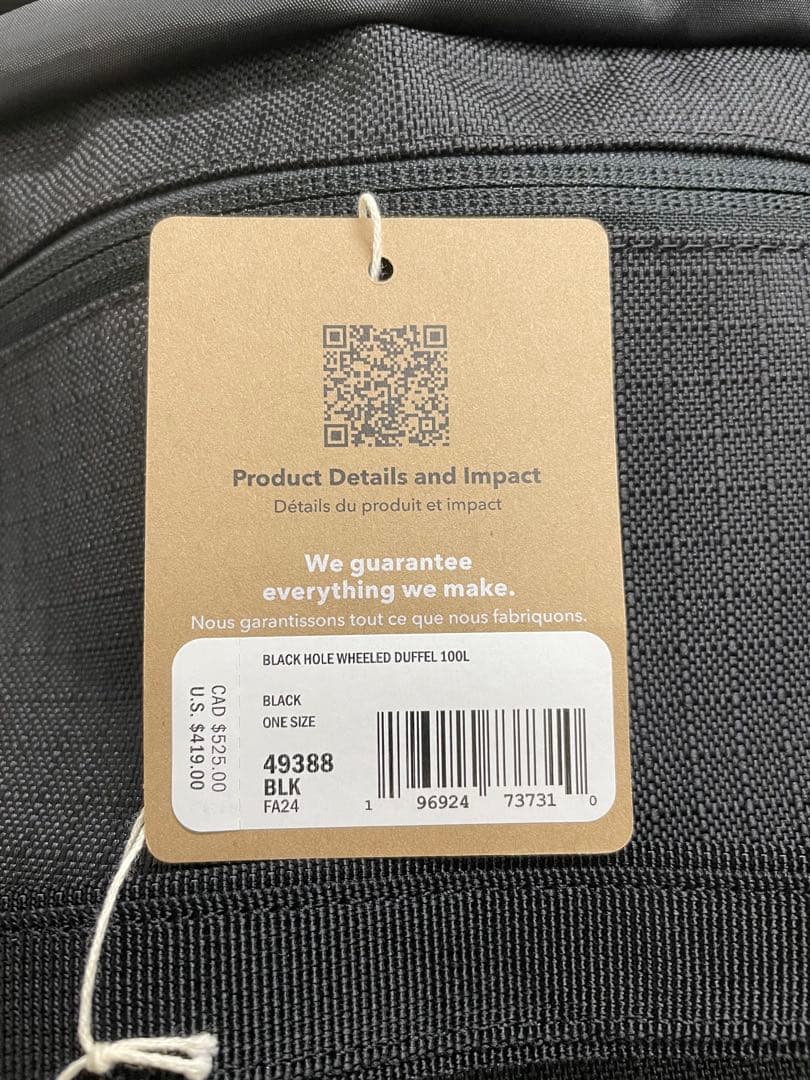 Product Details and Impact
Détails du produit et impact
We guarantee
everything we make.
Nous garantissons tout ce que nous fabriquons.
BLACK HOLE WHEELED DUFFEL 100L
BLACK
ONE SIZE
49388
BLK
FA24
CAD $525.00
U.S. $419.00
1 96924 73731 0